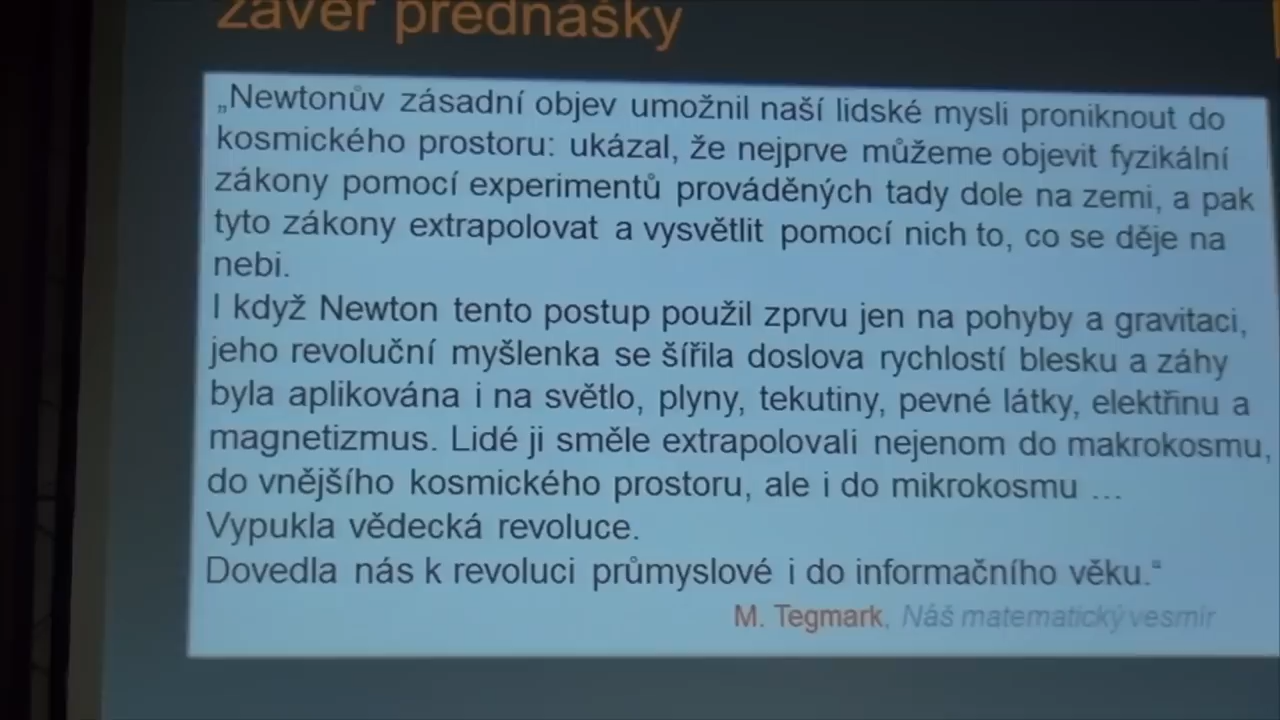 závěr přednášky
„Newtonův zásadní objev umožnil naší lidské mysli proniknout do
kosmického prostoru: ukázal, že nejprve můžeme objevit fyzikální
zákony pomocí experimentů prováděných tady dole na zemi, a pak
tyto zákony extrapolovat a vysvětlit pomocí nich to, co se děje na
nebi.
I když Newton tento postup použil zprvu jen na pohyby a gravitaci,
jeho revoluční myšlenka se šířila doslova rychlostí blesku a záhy
byla aplikována i na světlo, plyny, tekutiny, pevné látky, elektřinu a
magnetizmus. Lidé ji směle extrapolovali nejenom do makrokosmu,
do vnějšího kosmického prostoru, ale i do mikrokosmu …
Vypukla vědecká revoluce.
Dovedla nás k revoluci průmyslové i do informačního věku.“
M. Tegmark, Náš matematický vesmír